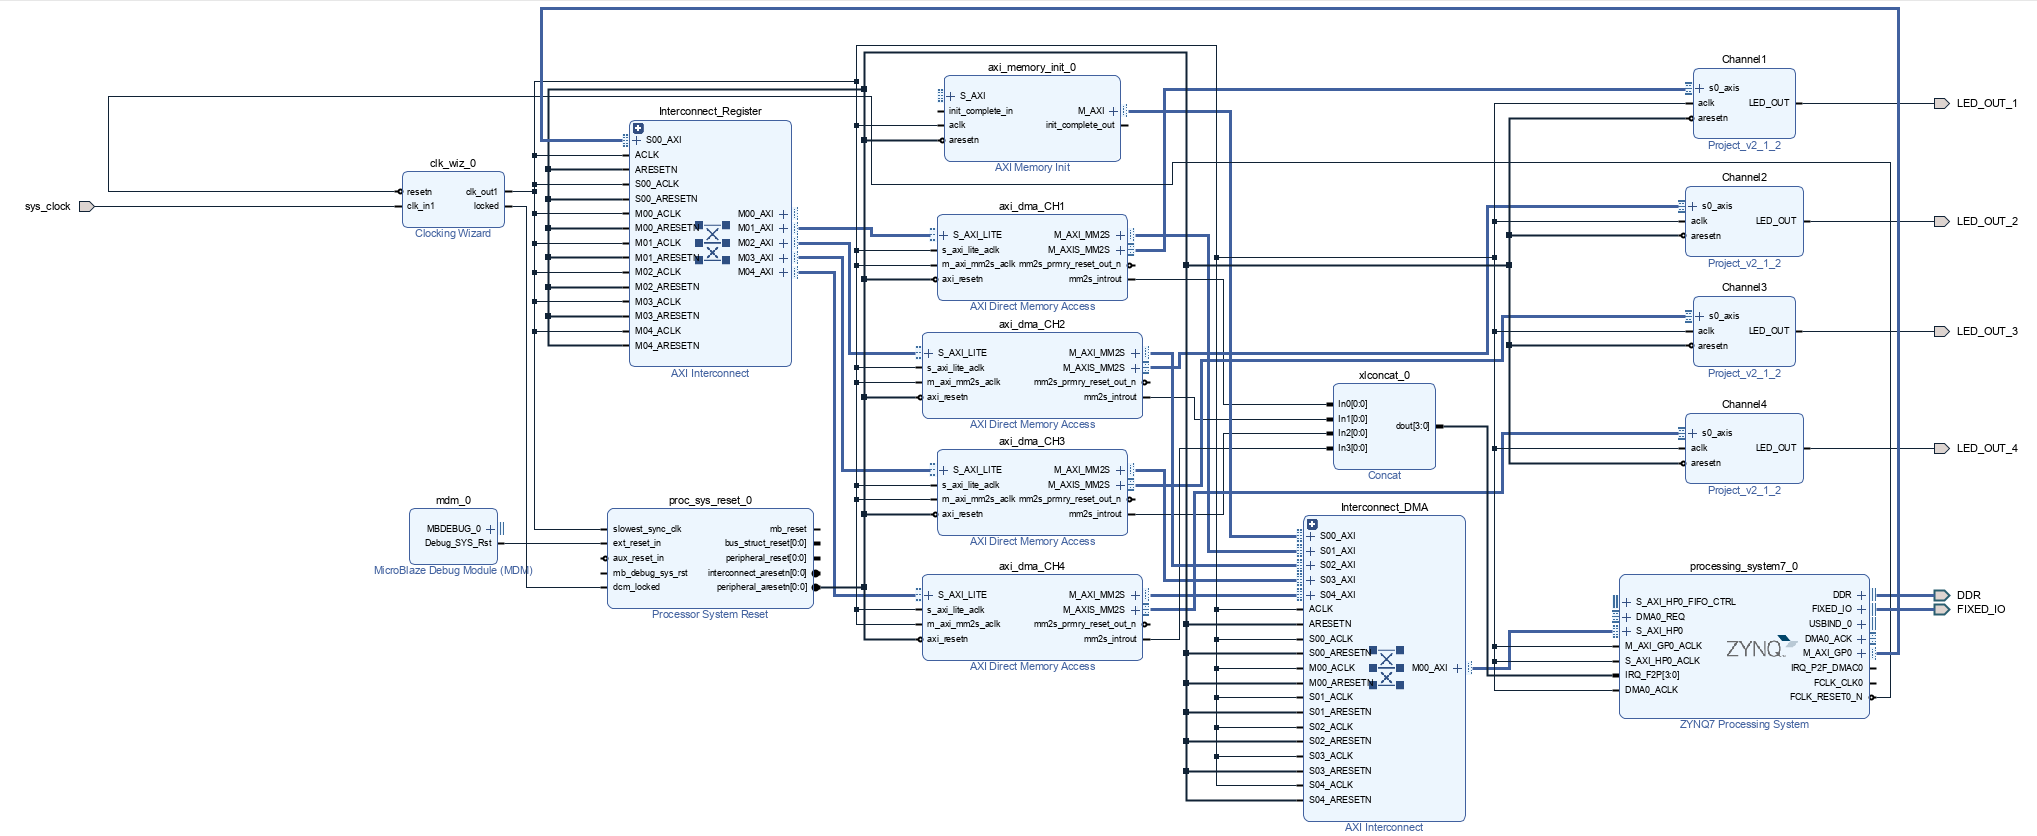 sys_clock
clk_wiz_0
resetn
clk_in1
clk_out1
locked
Clocking Wizard
Interconnect_Register
S00_AXI
ACLK
ARESETN
S00_ACLK
S00_ARESETN
M00_ACLK
M00_ARESETN
M01_ACLK
M01_ARESETN
M02_ACLK
M02_ARESETN
M03_ACLK
M03_ARESETN
M04_ACLK
M04_ARESETN
M00_AXI
M01_AXI
M02_AXI
M03_AXI
M04_AXI
AXI Interconnect
mdm_0
MBDEBUG_0
Debug_SYS_Rst
MicroBlaze Debug Module (MDM)
proc_sys_reset_0
slowest_sync_clk
ext_reset_in
aux_reset_in
mb_debug_sys_rst
dcm_locked
mb_reset
bus_struct_reset[0:0]
peripheral_reset[0:0]
interconnect_aresetn[0:0]
peripheral_aresetn[0:0]
Processor System Reset
axi_memory_init_0
S_AXI
init_complete_in
aclk
aresetn
M_AXI
init_complete_out
AXI Memory Init
axi_dma_CH1
S_AXI_LITE
s_axi_lite_aclk
m_axi_mm2s_aclk
axi_resetn
M_AXI_MM2S
M_AXIS_MM2S
mm2s_prmry_reset_out_n
mm2s_introut
AXI Direct Memory Access
axi_dma_CH2
S_AXI_LITE
s_axi_lite_aclk
m_axi_mm2s_aclk
axi_resetn
M_AXI_MM2S
M_AXIS_MM2S
mm2s_prmry_reset_out_n
mm2s_introut
AXI Direct Memory Access
axi_dma_CH3
S_AXI_LITE
s_axi_lite_aclk
m_axi_mm2s_aclk
axi_resetn
M_AXI_MM2S
M_AXIS_MM2S
mm2s_prmry_reset_out_n
mm2s_introut
AXI Direct Memory Access
axi_dma_CH4
S_AXI_LITE
s_axi_lite_aclk
m_axi_mm2s_aclk
axi_resetn
M_AXI_MM2S
M_AXIS_MM2S
mm2s_prmry_reset_out_n
mm2s_introut
AXI Direct Memory Access
xlconcat_0
In0[0:0]
In1[0:0]
In2[0:0]
In3[0:0]
dout[3:0]
Concat
Interconnect_DMA
S00_AXI
S01_AXI
S02_AXI
S03_AXI
S04_AXI
ACLK
ARESETN
S00_ACLK
S00_ARESETN
M00_ACLK
M00_ARESETN
S01_ACLK
S01_ARESETN
S02_ACLK
S02_ARESETN
S03_ACLK
S03_ARESETN
S04_ACLK
S04_ARESETN
M00_AXI
AXI Interconnect
Channel1
s0_axis
aclk
aresetn
LED_OUT
Project_v2_1_2
LED_OUT_1
Channel2
s0_axis
aclk
aresetn
LED_OUT
Project_v2_1_2
LED_OUT_2
Channel3
s0_axis
aclk
aresetn
LED_OUT
Project_v2_1_2
LED_OUT_3
Channel4
s0_axis
aclk
aresetn
LED_OUT
Project_v2_1_2
LED_OUT_4
processing_system7_0
S_AXI_HP0_FIFO_CTRL
DMA0_REQ
S_AXI_HP0
M_AXI_GP0_ACLK
S_AXI_HP0_ACLK
IRQ_F2P[3:0]
DMA0_ACLK
ZYNQ
DDR
FIXED_IO
USBIND_0
DMA0_ACK
M_AXI_GP0
IRQ_P2F_DMAC0
FCLK_CLK0
FCLK_RESET0_N
ZYNQ7 Processing System
DDR
FIXED_IO